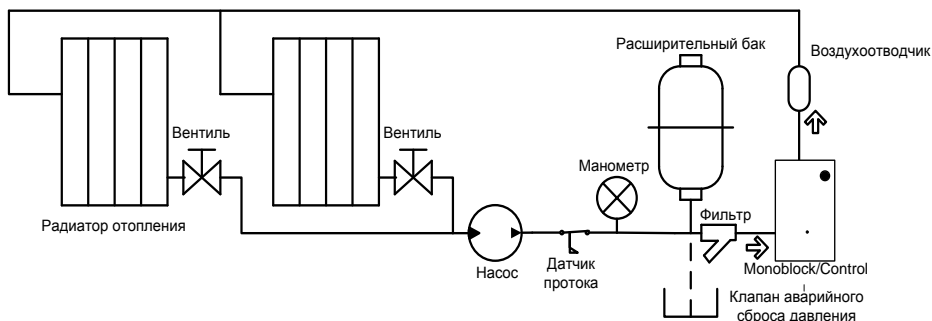 Расширительный бак
Воздухоотводчик
Вентиль
Вентиль
Манометр
Радиатор отопления
Фильтр
Насос
Датчик
протока
Monoblock/Control
Клапан аварийного
сброса давления